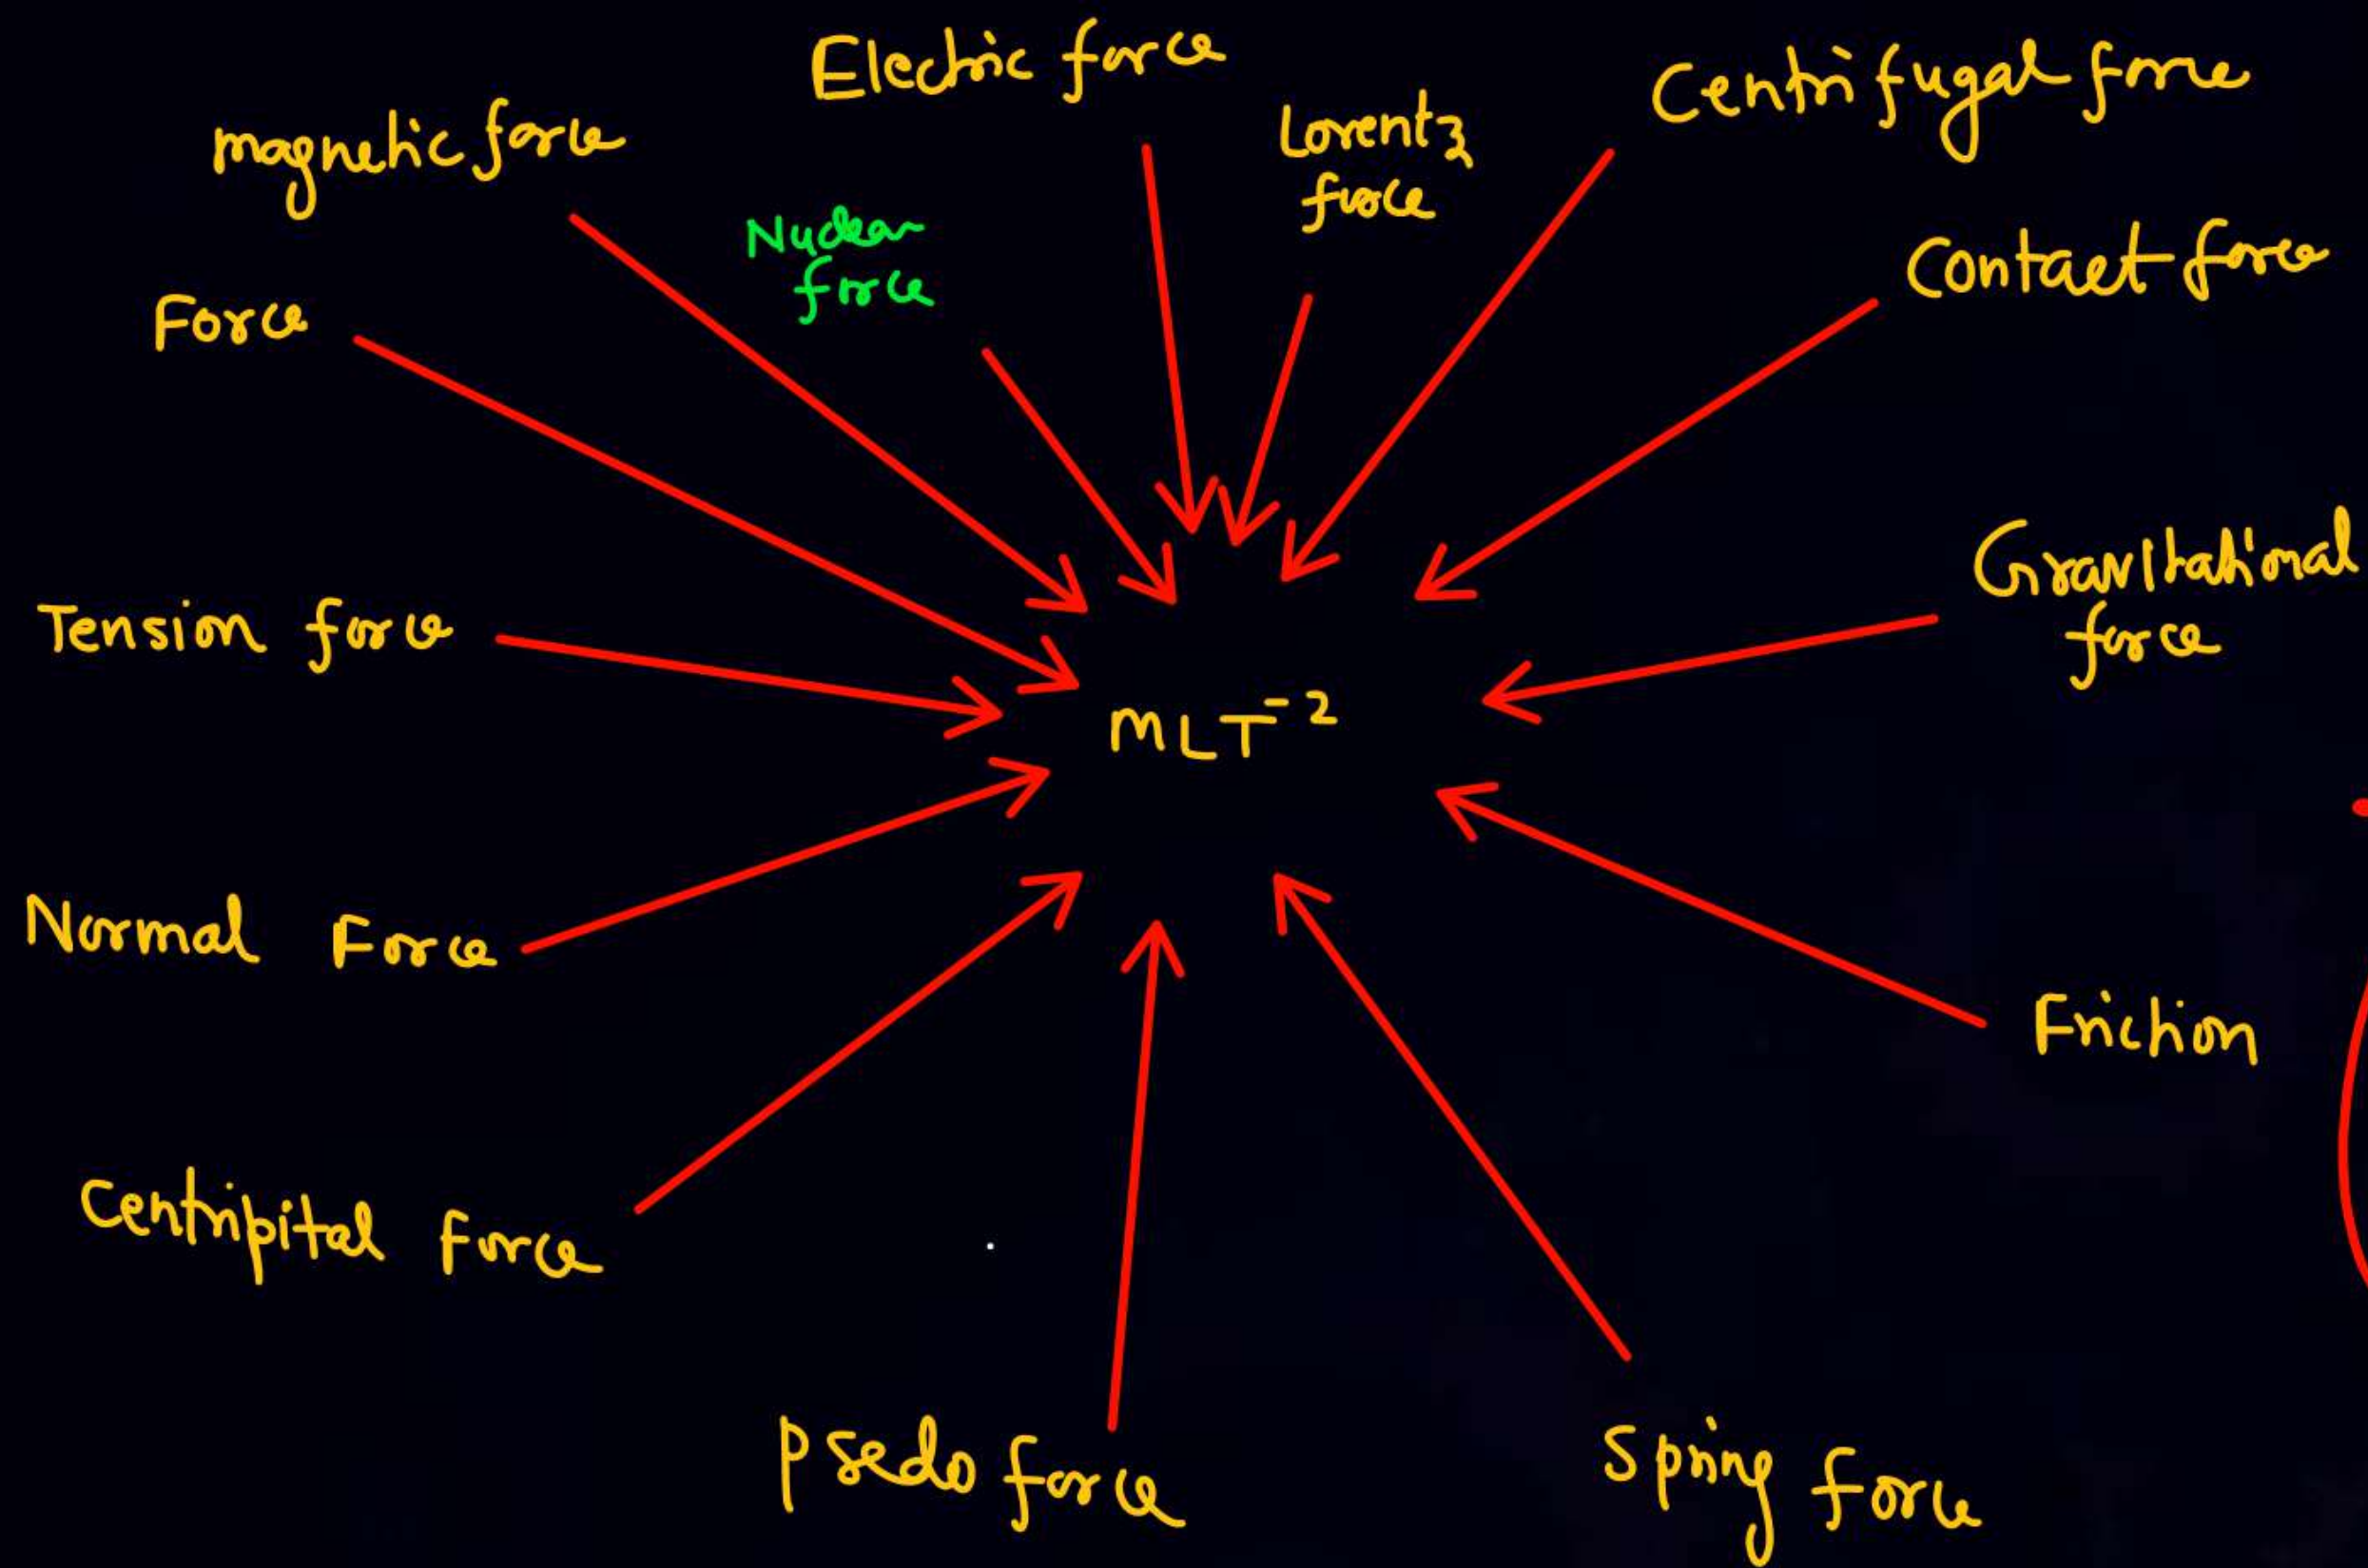 Electric force
Centrifugal force
magnetic force
Lorentz
force
Nuclear
force
Contact force
Force
Gravitational
force
Tension force
MLT⁻²
Normal Force
Friction
Centripital Force
Psedo force
Spring force